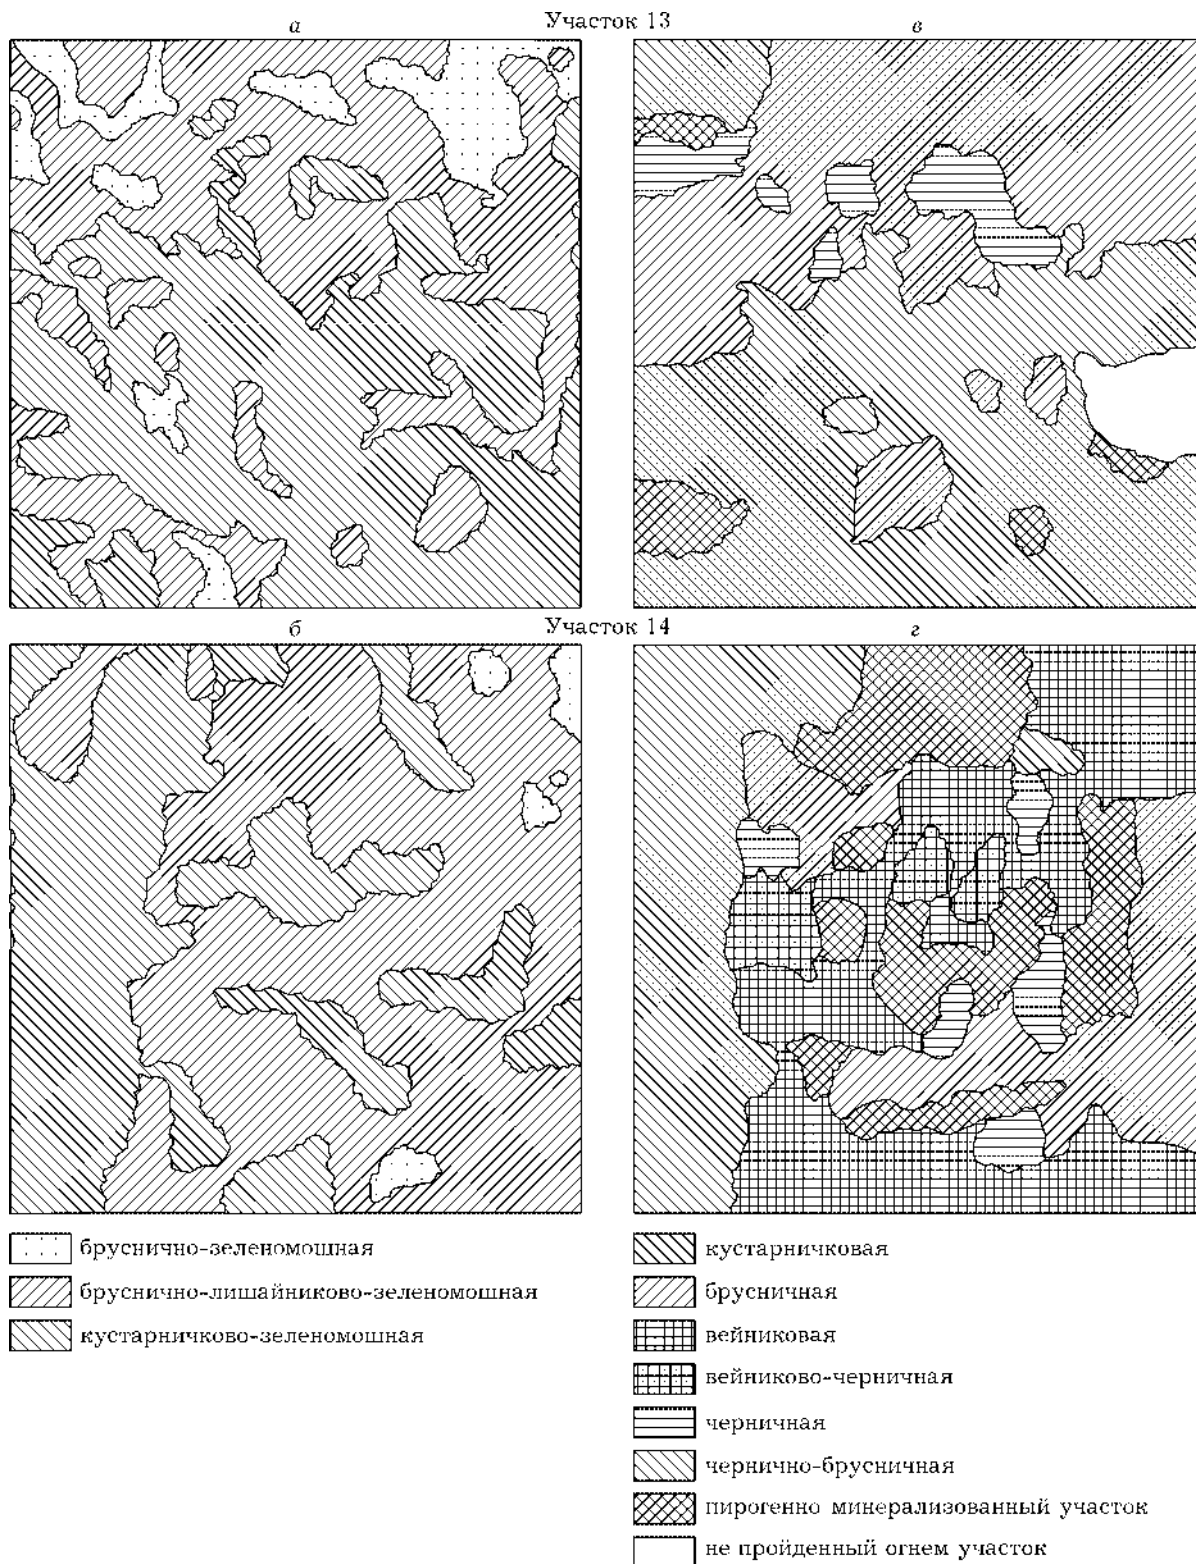 Участок 13
а
в
Участок 14
б
г
бруснично-зеленомошная
бруснично-лишайниково-зеленомошная
кустарничково-зеленомошная
кустарничковая
брусничная
вейниковая
вейниково-черничная
черничная
чернично-брусничная
пирогенно минерализованный участок
не пройденный огнем участок